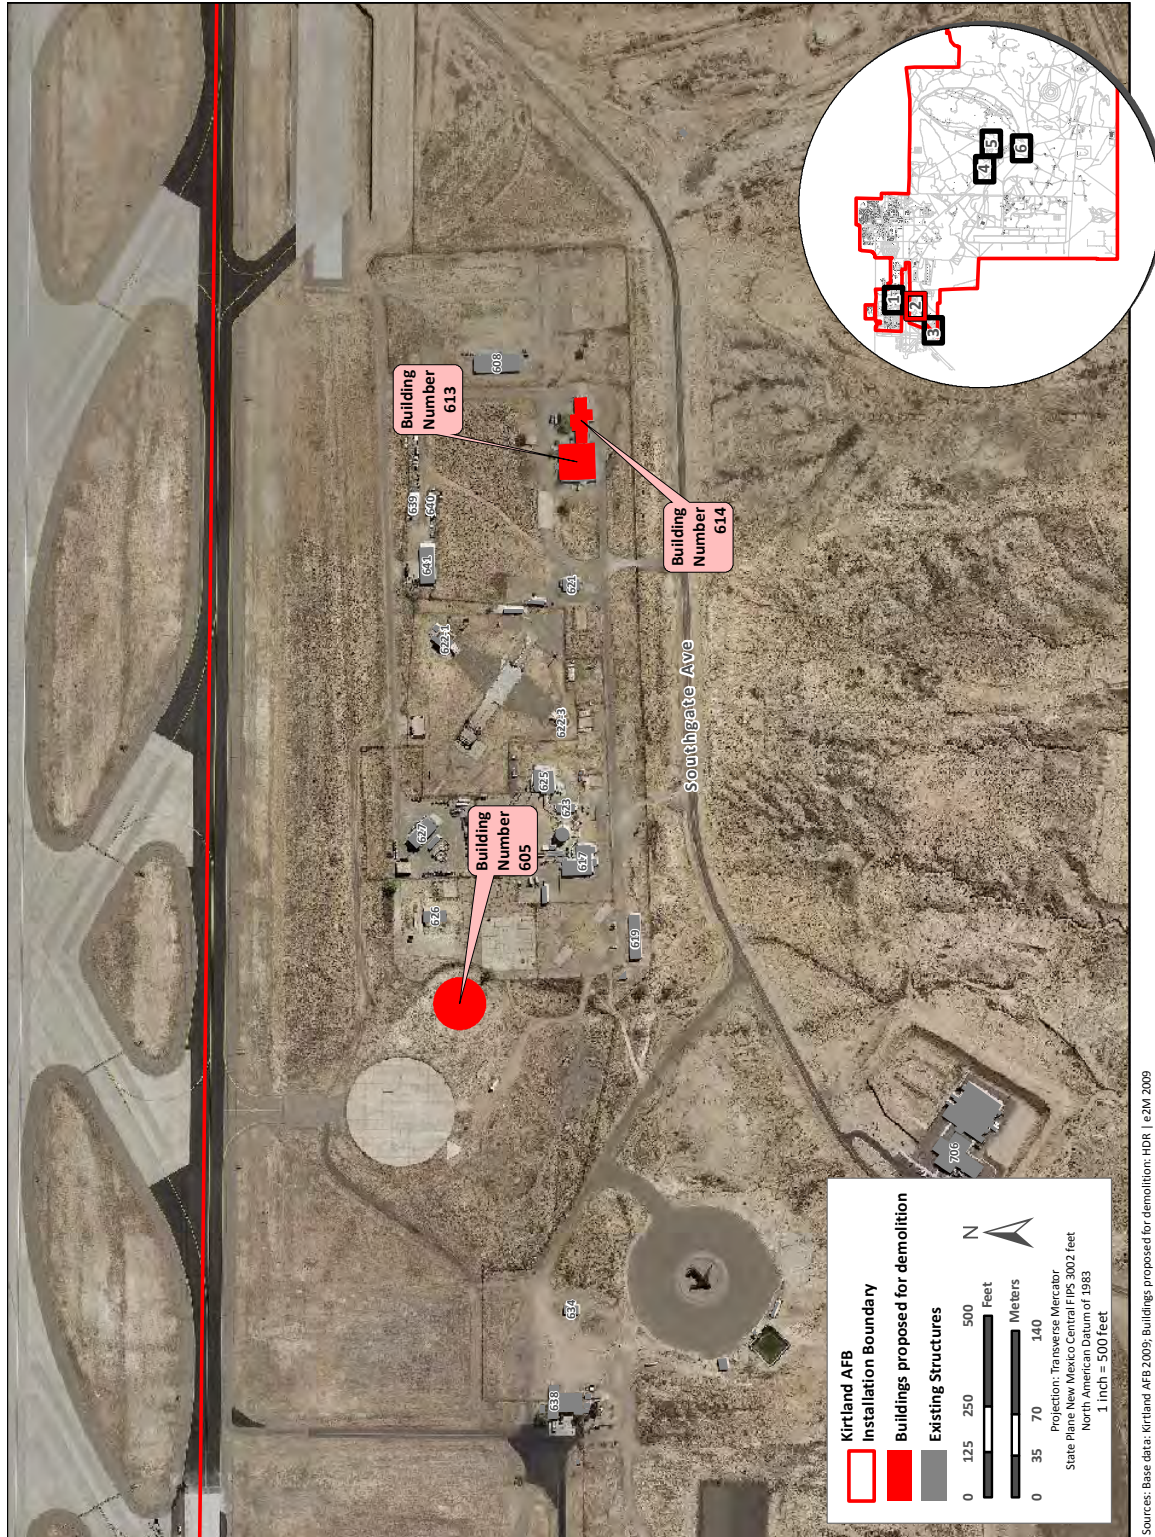 Building
Number
613
Building
Number
614
Building
Number
605
608
639
640
641
621
622-1
622-3
625
623
627
617
626
619
634
638
706
Southgate Ave
1
2
3
4
5
6
Kirtland AFB
Installation Boundary
Buildings proposed for demolition
Existing Structures
N
0 125 250 500
Feet
Meters
0 35 70 140
Projection: Transverse Mercator
State Plane New Mexico Central FIPS 3002 feet
North American Datum of 1983
1 inch = 500 feet
Sources: Base data: Kirtland AFB 2009; Buildings proposed for demolition: HDR | e2M 2009